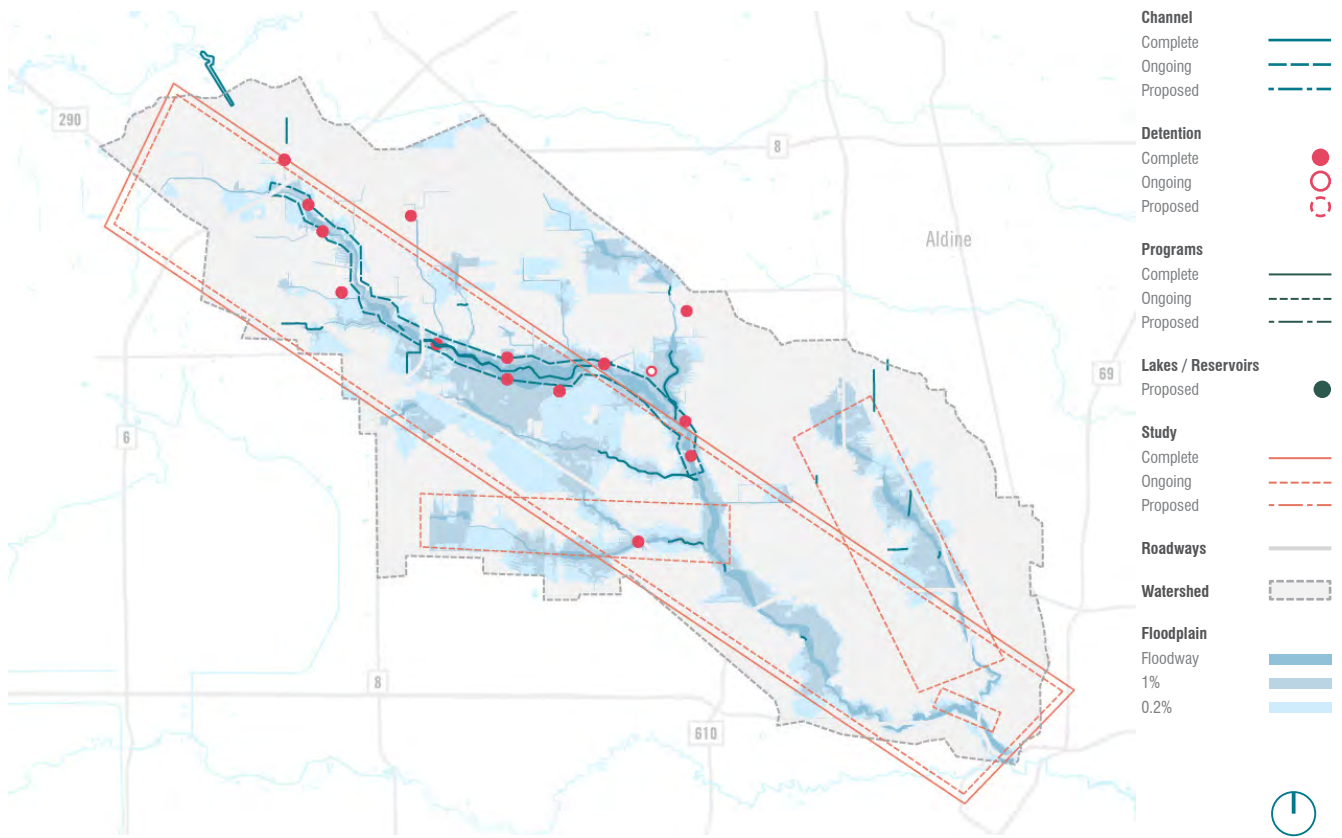 290
8
Aldine
69
6
8
610
Channel
Complete
Ongoing
Proposed
Detention
Complete
Ongoing
Proposed
Programs
Complete
Ongoing
Proposed
Lakes / Reservoirs
Proposed
Study
Complete
Ongoing
Proposed
Roadways
Watershed
Floodplain
Floodway
1%
0.2%